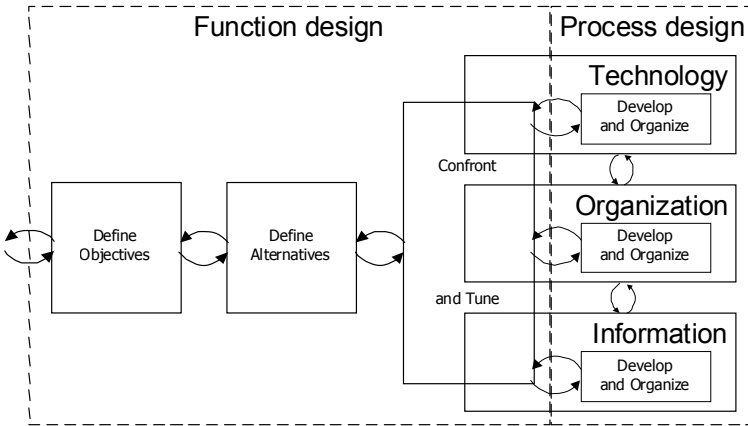 Function design
Process design
Technology
Develop
and Organize
Confront
Organization
Define
Objectives
Define
Alternatives
Develop
and Organize
and Tune
Information
Develop
and Organize